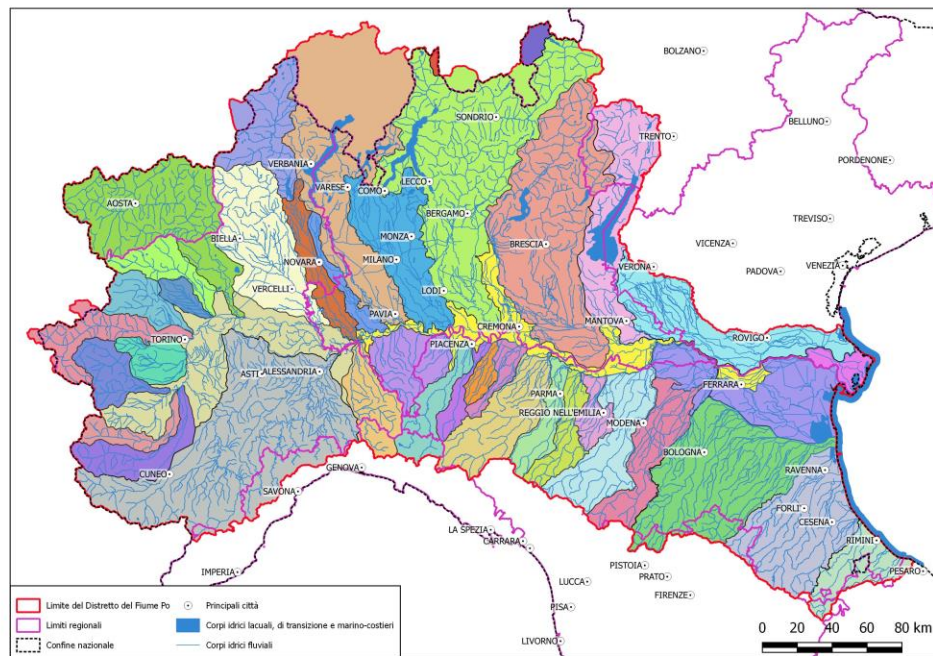 BOLZANO
SONDRIO
BELLUNO
TRENTO
PORDENONE
VERBANIA
VARESE
COMO
LECCO
AOSTA
BERGAMO
TREVISO
BIELLA
MONZA
BRESCIA
VICENZA
NOVARA
MILANO
VERONA
PADOVA
VENEZIA
VERCELLI
LODI
PAVIA
CREMONA
MANTOVA
TORINO
PIACENZA
ROVIGO
ASTI
ALESSANDRIA
FERRARA
PARMA
REGGIO NELL'EMILIA
MODENA
BOLOGNA
CUNEO
GENOVA
RAVENNA
SAVONA
FORLI'
CESENA
LA SPEZIA
CARRARA
RIMINI
IMPERIA
PISTOIA
PESARO
LUCCA
PRATO
FIRENZE
PISA
LIVORNO
Limite del Distretto del Fiume Po
Principali città
Limiti regionali
Corpi idrici lacuali, di transizione e marino-costieri
Confine nazionale
Corpi idrici fluviali
0 20 40 60 80 km